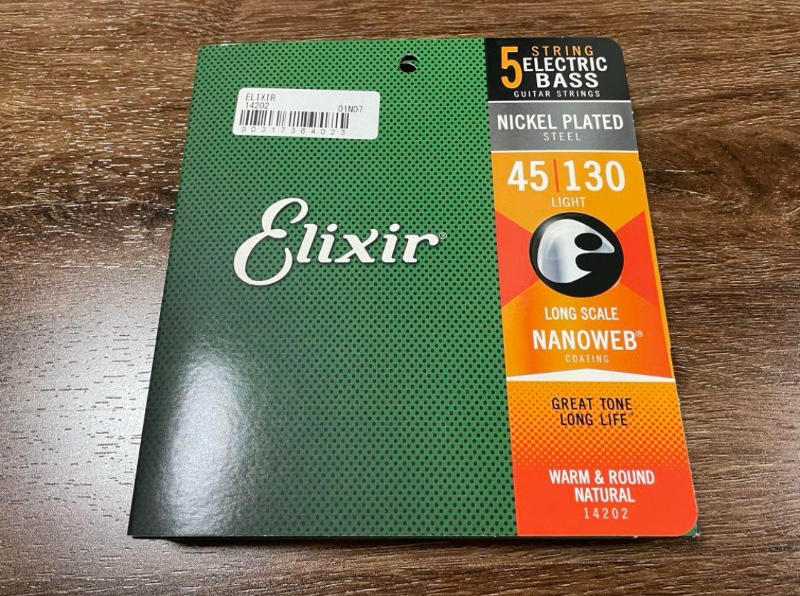 ELIXIR
14202 01N07
90317364023
Elixir®
5 STRING
ELECTRIC
BASS
GUITAR STRINGS
NICKEL PLATED
STEEL
45|130
LIGHT
LONG SCALE
NANOWEB®
COATING
GREAT TONE
LONG LIFE
WARM & ROUND
NATURAL
14202